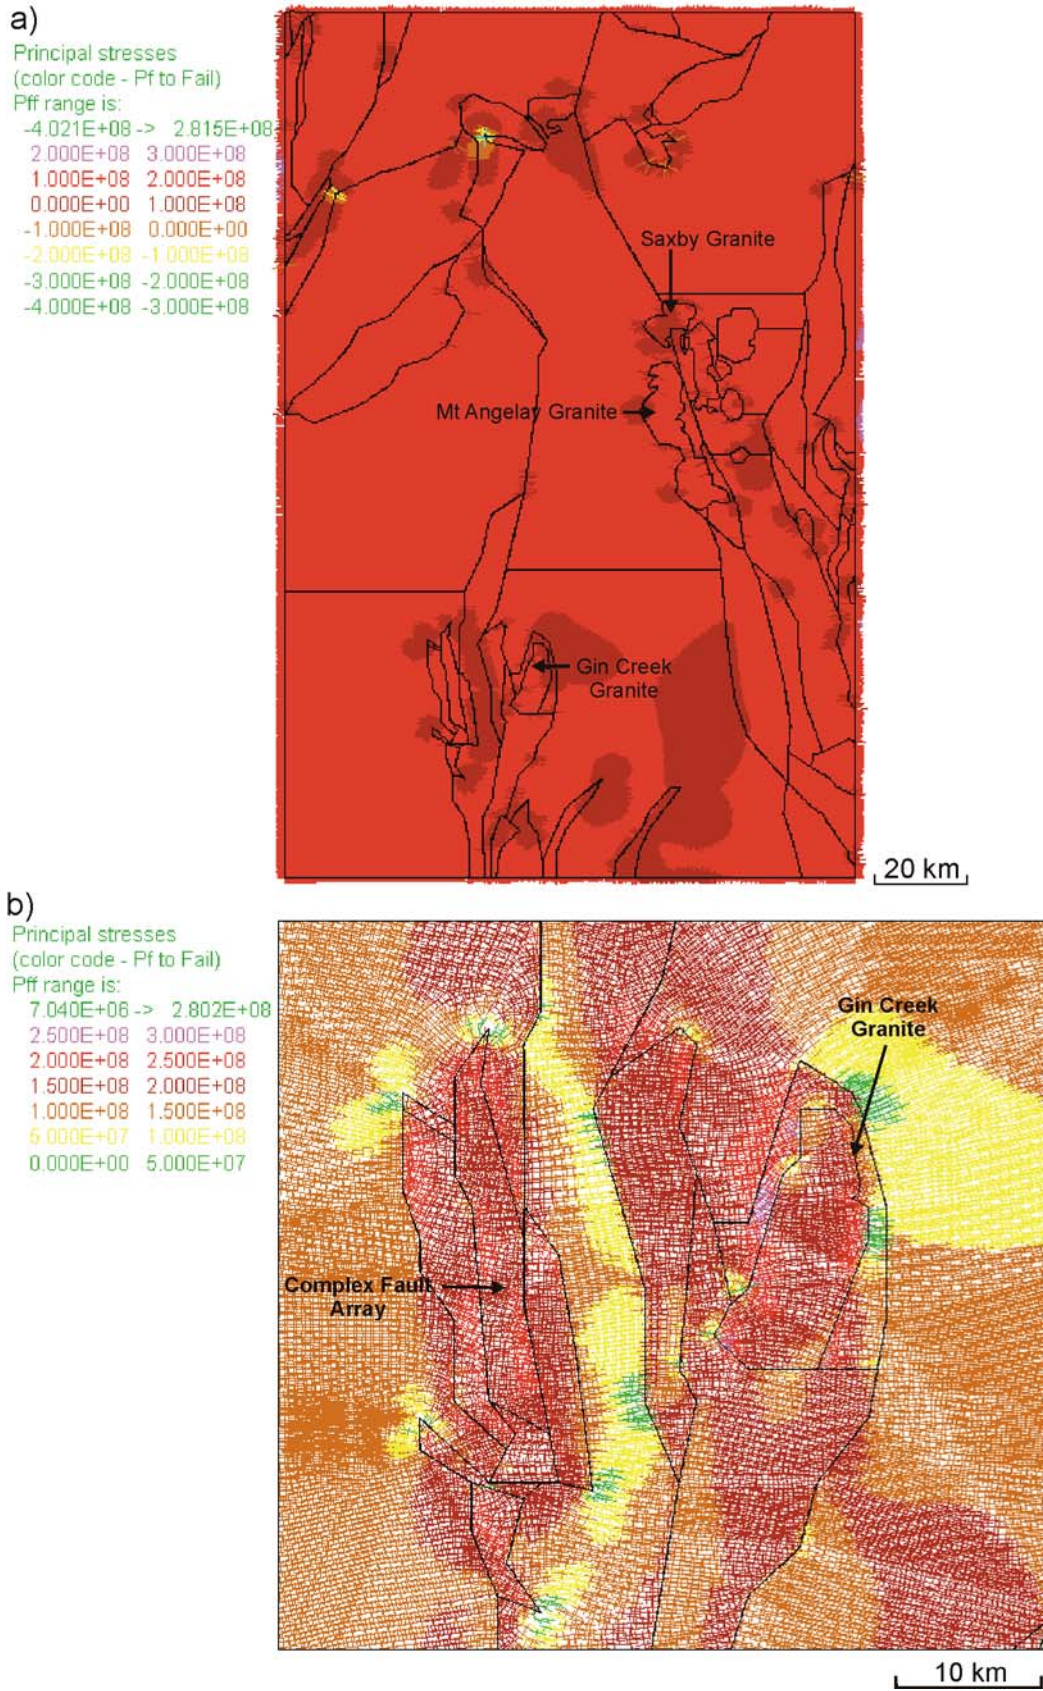 a)
Principal stresses
(color code - Pf to Fail)
Pff range is:
-4.021E+08 -> 2.815E+08
2.000E+08 3.000E+08
1.000E+08 2.000E+08
0.000E+00 1.000E+08
-1.000E+08 0.000E+00
-2.000E+08 -1.000E+08
-3.000E+08 -2.000E+08
-4.000E+08 -3.000E+08
Saxby Granite
Mt Angelay Granite
Gin Creek
Granite
20 km
b)
Principal stresses
(color code - Pf to Fail)
Pff range is:
7.040E+06 -> 2.802E+08
2.500E+08 3.000E+08
2.000E+08 2.500E+08
1.500E+08 2.000E+08
1.000E+08 1.500E+08
5.000E+07 1.000E+08
0.000E+00 5.000E+07
Gin Creek
Granite
Complex Fault
Array
10 km